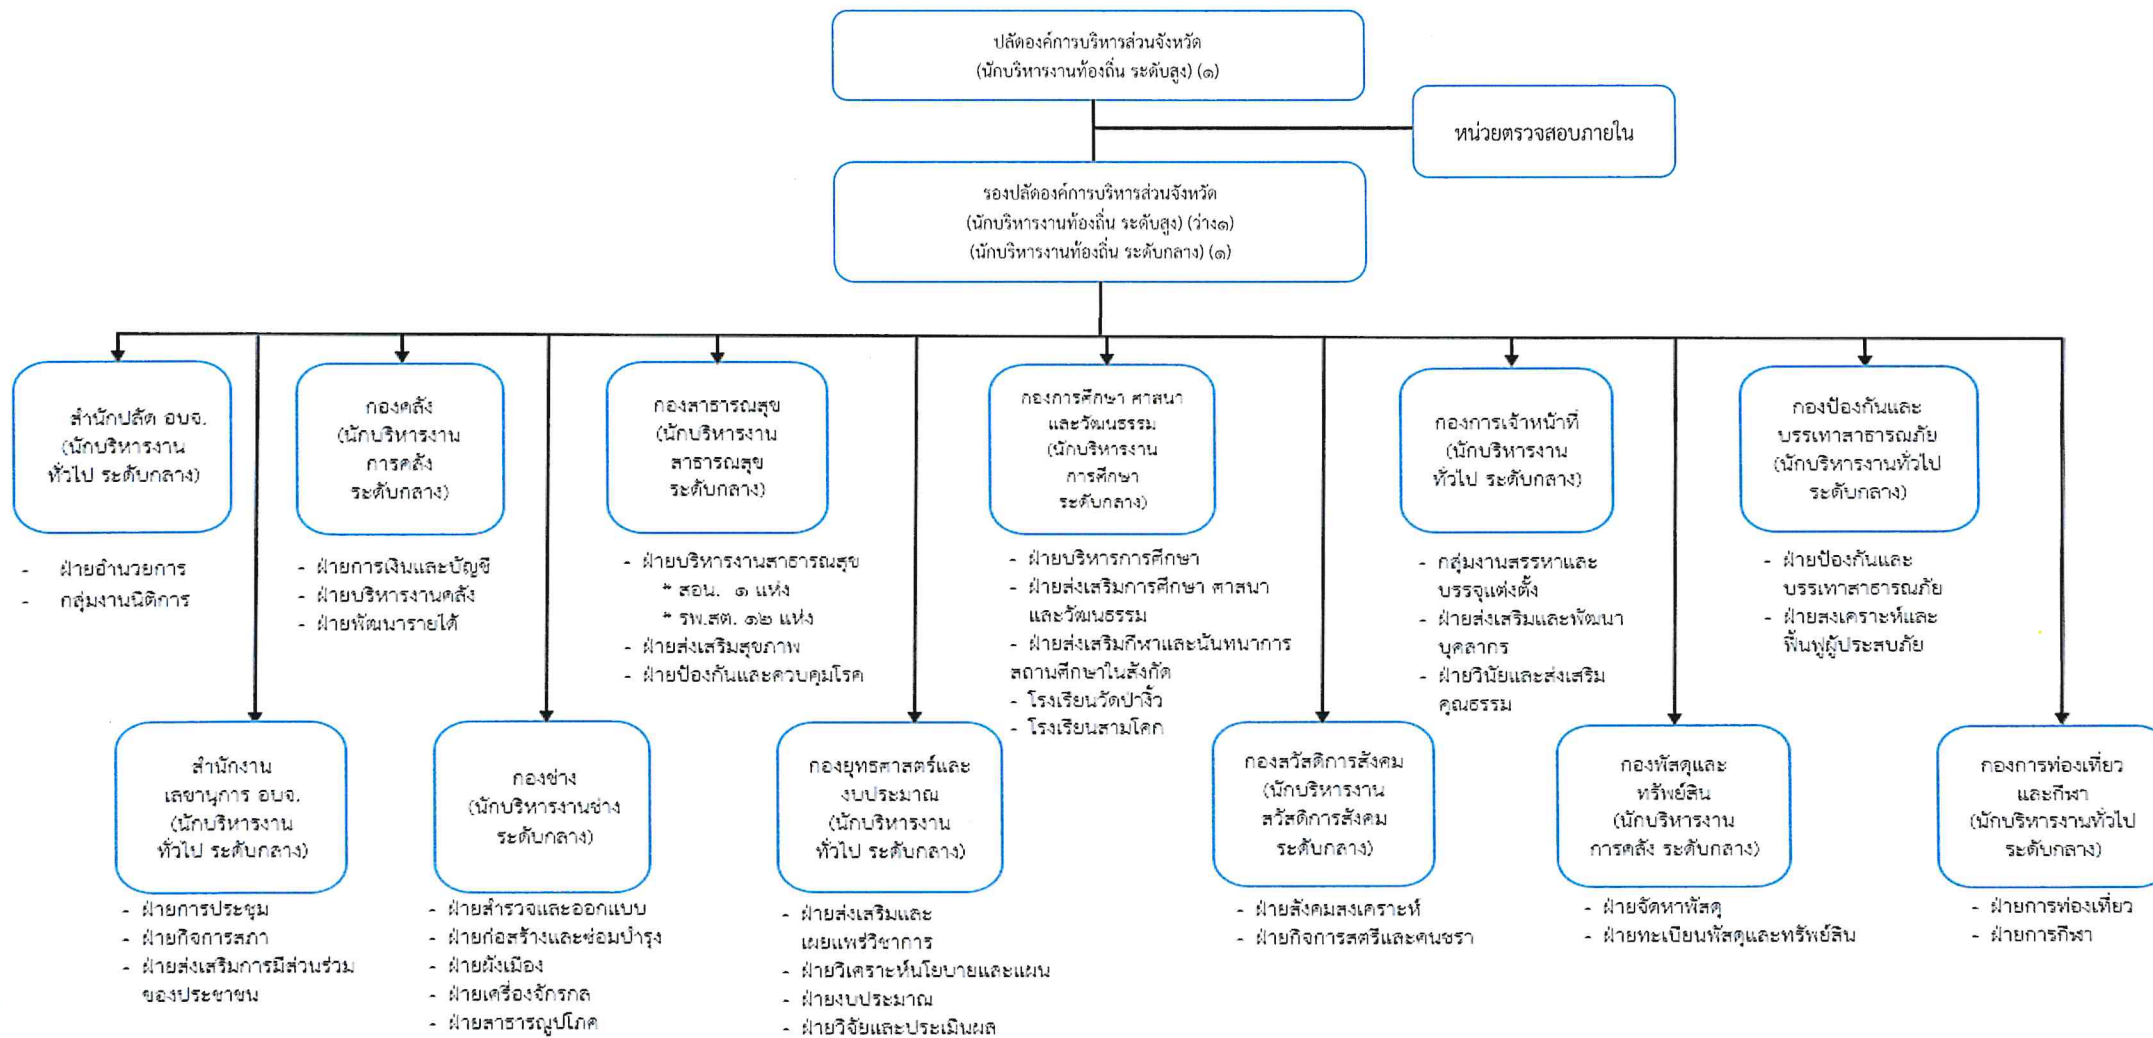 ปลัดองค์การบริหารส่วนจังหวัด
(นักบริหารงานท้องถิ่น ระดับสูง) (๑)
หน่วยตรวจสอบภายใน
รองปลัดองค์การบริหารส่วนจังหวัด
(นักบริหารงานท้องถิ่น ระดับสูง) (ว่าง๑)
(นักบริหารงานท้องถิ่น ระดับกลาง) (๑)
สำนักปลัด อบจ.
(นักบริหารงาน
ทั่วไป ระดับกลาง)
- ฝ่ายอำนวยการ
- กลุ่มงานนิติการ
กองคลัง
(นักบริหารงาน
การคลัง
ระดับกลาง)
- ฝ่ายการเงินและบัญชี
- ฝ่ายบริหารงานคลัง
- ฝ่ายพัฒนารายได้
กองสาธารณสุข
(นักบริหารงาน
สาธารณสุข
ระดับกลาง)
- ฝ่ายบริหารงานสาธารณสุข
* สอน. ๑ แห่ง
* รพ.สต. ๑๒ แห่ง
- ฝ่ายส่งเสริมสุขภาพ
- ฝ่ายป้องกันและควบคุมโรค
กองการศึกษา ศาสนา
และวัฒนธรรม
(นักบริหารงาน
การศึกษา
ระดับกลาง)
- ฝ่ายบริหารการศึกษา
- ฝ่ายส่งเสริมการศึกษา ศาสนา
และวัฒนธรรม
- ฝ่ายส่งเสริมกีฬาและนันทนาการ
สถานศึกษาในสังกัด
- โรงเรียนวัดป่างิ้ว
- โรงเรียนสามโคก
กองการเจ้าหน้าที่
(นักบริหารงาน
ทั่วไป ระดับกลาง)
- กลุ่มงานสรรหาและ
บรรจุแต่งตั้ง
- ฝ่ายส่งเสริมและพัฒนา
บุคลากร
- ฝ่ายวินัยและส่งเสริม
คุณธรรม
กองป้องกันและ
บรรเทาสาธารณภัย
(นักบริหารงานทั่วไป
ระดับกลาง)
- ฝ่ายป้องกันและ
บรรเทาสาธารณภัย
- ฝ่ายสงเคราะห์และ
ฟื้นฟูผู้ประสบภัย
สำนักงาน
เลขานุการ อบจ.
(นักบริหารงาน
ทั่วไป ระดับกลาง)
- ฝ่ายการประชุม
- ฝ่ายกิจการสภา
- ฝ่ายส่งเสริมการมีส่วนร่วม
ของประชาชน
กองช่าง
(นักบริหารงานช่าง
ระดับกลาง)
- ฝ่ายสำรวจและออกแบบ
- ฝ่ายก่อสร้างและซ่อมบำรุง
- ฝ่ายผังเมือง
- ฝ่ายเครื่องจักรกล
- ฝ่ายสาธารณูปโภค
กองยุทธศาสตร์และ
งบประมาณ
(นักบริหารงาน
ทั่วไป ระดับกลาง)
- ฝ่ายส่งเสริมและ
เผยแพร่วิชาการ
- ฝ่ายวิเคราะห์นโยบายและแผน
- ฝ่ายงบประมาณ
- ฝ่ายวิจัยและประเมินผล
กองสวัสดิการสังคม
(นักบริหารงาน
สวัสดิการสังคม
ระดับกลาง)
- ฝ่ายสังคมสงเคราะห์
- ฝ่ายกิจการสตรีและคนชรา
กองพัสดุและ
ทรัพย์สิน
(นักบริหารงาน
การคลัง ระดับกลาง)
- ฝ่ายจัดหาพัสดุ
- ฝ่ายทะเบียนพัสดุและทรัพย์สิน
กองการท่องเที่ยว
และกีฬา
(นักบริหารงานทั่วไป
ระดับกลาง)
- ฝ่ายการท่องเที่ยว
- ฝ่ายการกีฬา